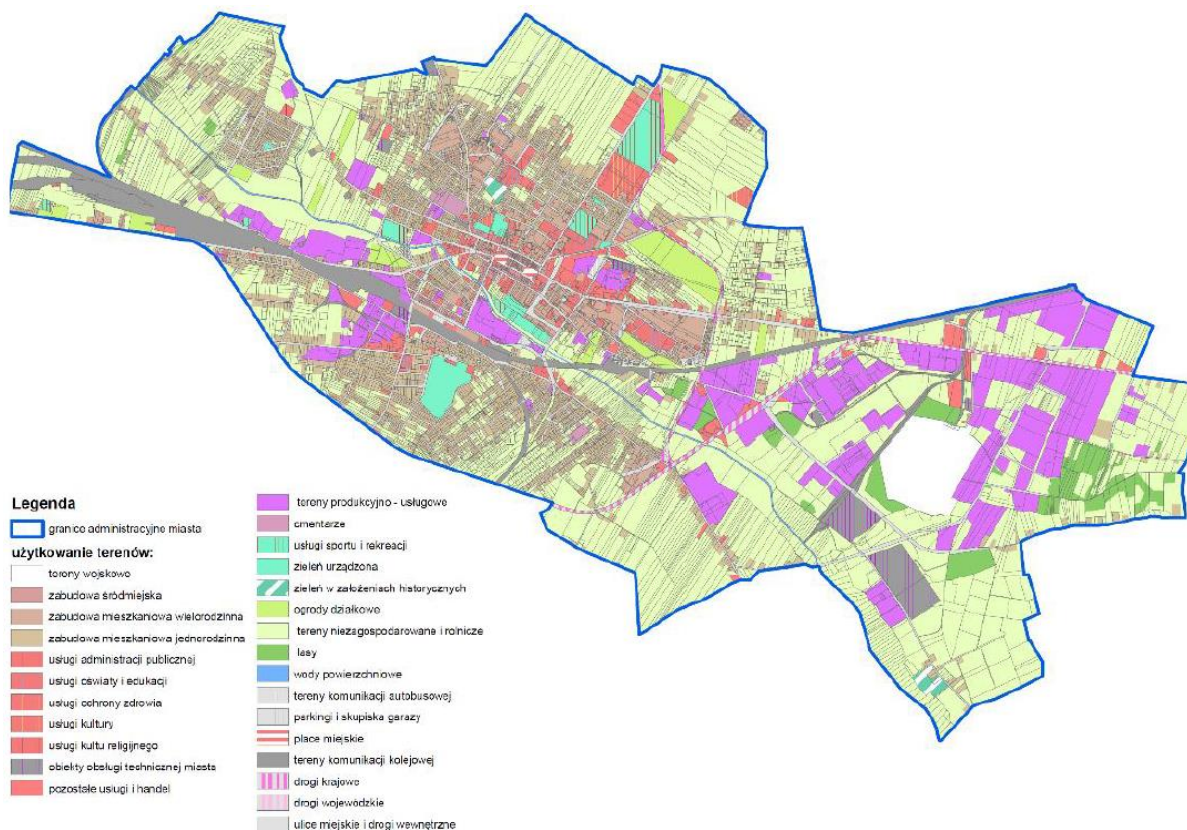 Legenda
granice administracyjne miasta
użytkowanie terenów:
tereny wojskowe
zabudowa śródmiejska
zabudowa mieszkaniowa wielorodzinna
zabudowa mieszkaniowa jednorodzinna
usługi administracji publicznej
usługi oświaty i edukacji
usługi ochrony zdrowia
usługi kultury
usługi kultu religijnego
obiekty obsługi technicznej miasta
pozostałe usługi i handel
tereny produkcyjno - usługowe
cmentarze
usługi sportu i rekreacji
zieleń urządzona
zieleń w założeniach historycznych
ogrody działkowe
tereny niezagospodarowane i rolnicze
lasy
wody powierzchniowe
tereny komunikacji autobusowej
parkingi i skupiska garaży
place miejskie
tereny komunikacji kolejowej
drogi krajowe
drogi wojewódzkie
ulice miejskie i drogi wewnętrzne